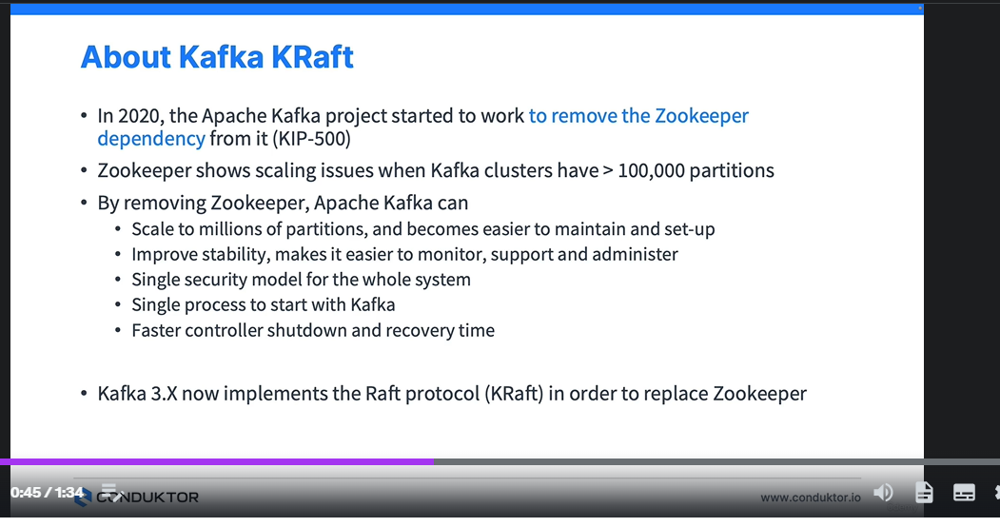 About Kafka KRaft
• In 2020, the Apache Kafka project started to work to remove the Zookeeper
dependency from it (KIP-500)
• Zookeeper shows scaling issues when Kafka clusters have > 100,000 partitions
• By removing Zookeeper, Apache Kafka can
• Scale to millions of partitions, and becomes easier to maintain and set-up
• Improve stability, makes it easier to monitor, support and administer
• Single security model for the whole system
• Single process to start with Kafka
• Faster controller shutdown and recovery time
• Kafka 3.X now implements the Raft protocol (KRaft) in order to replace Zookeeper
0:45 / 1:34
CONDUKTOR
www.conduktor.io